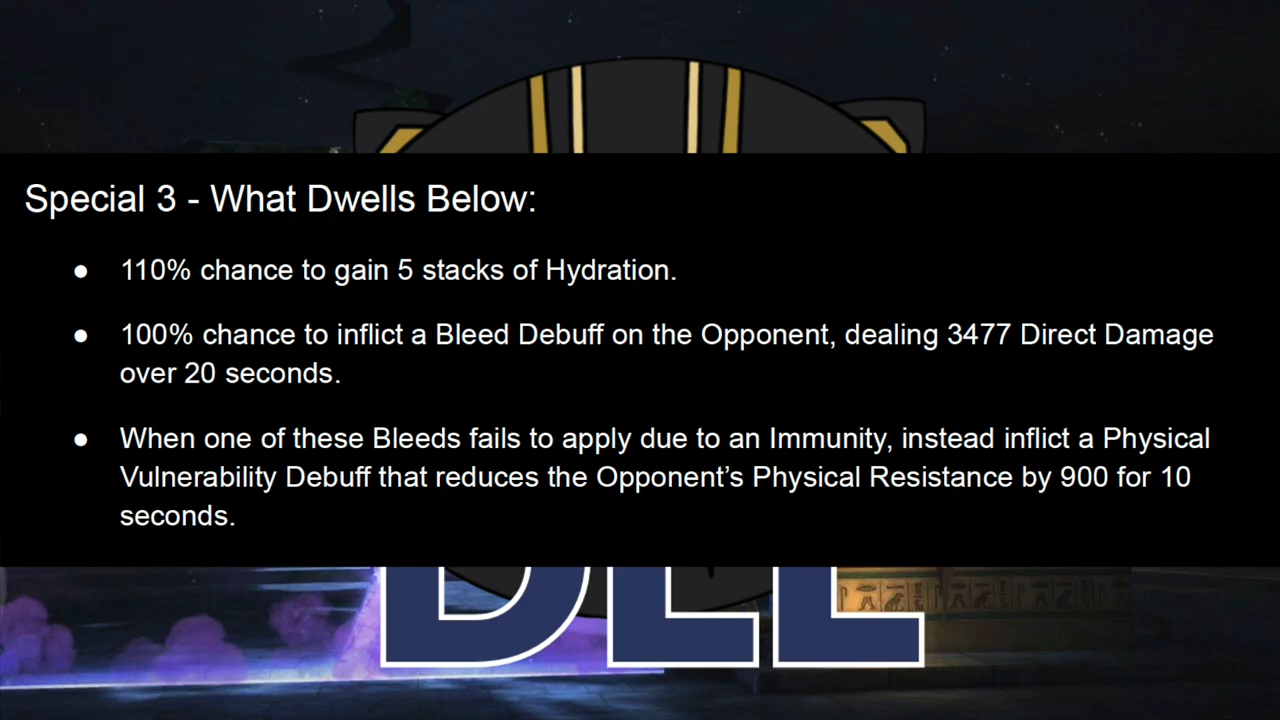 Special 3 - What Dwells Below:
● 110% chance to gain 5 stacks of Hydration.
● 100% chance to inflict a Bleed Debuff on the Opponent, dealing 3477 Direct Damage
over 20 seconds.
● When one of these Bleeds fails to apply due to an Immunity, instead inflict a Physical
Vulnerability Debuff that reduces the Opponent’s Physical Resistance by 900 for 10
seconds.
DLL